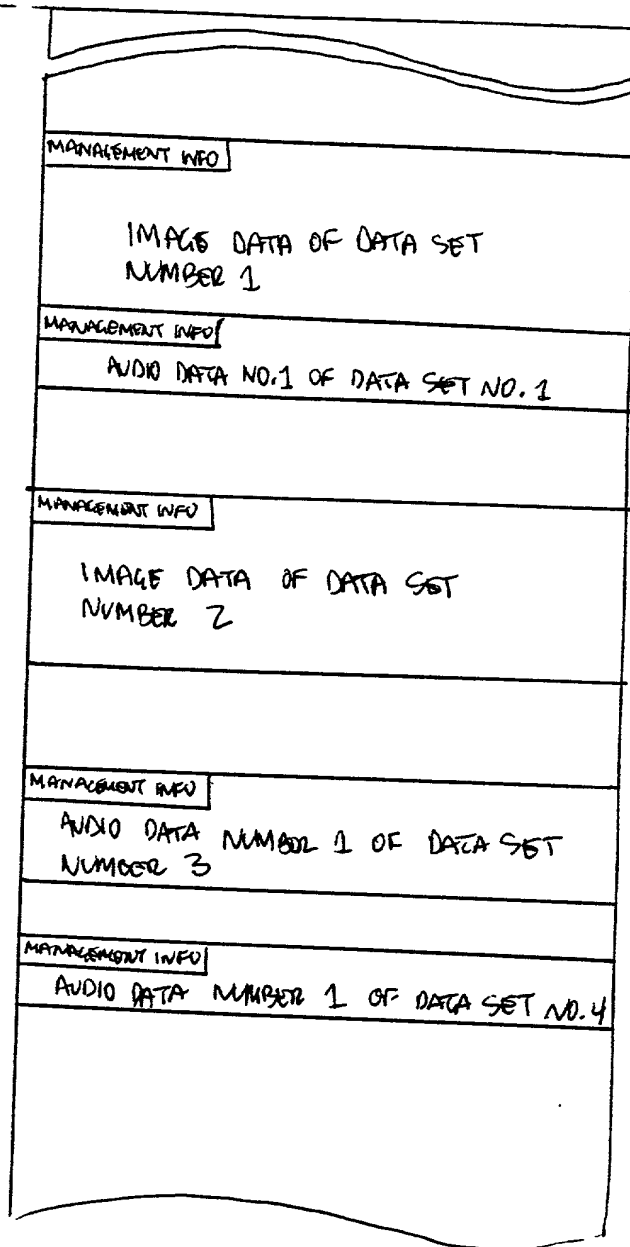 MANAGEMENT INFO
IMAGE DATA OF DATA SET
NUMBER 1
MANAGEMENT INFO
AUDIO DATA NO.1 OF DATA SET NO. 1
MANAGEMENT INFO
IMAGE DATA OF DATA SET
NUMBER 2
MANAGEMENT INFO
AUDIO DATA NUMBER 1 OF DATA SET
NUMBER 3
MANAGEMENT INFO
AUDIO DATA NUMBER 1 OF DATA SET NO.4